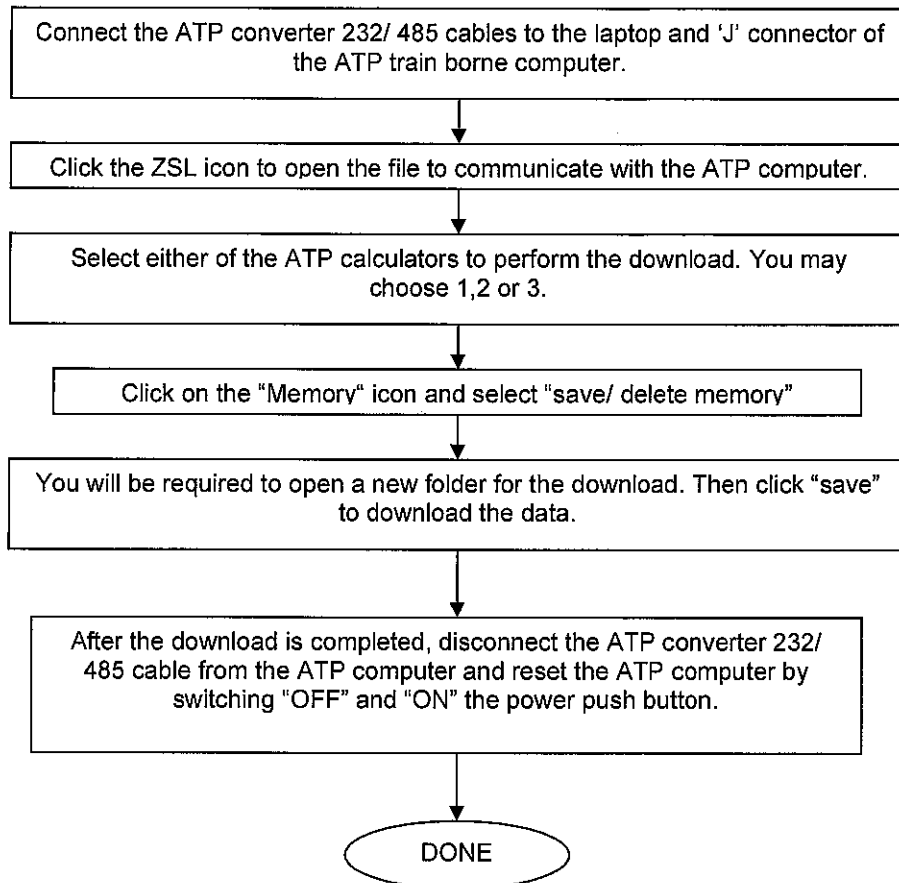 Connect the ATP converter 232/ 485 cables to the laptop and ‘J’ connector of
the ATP train borne computer.
Click the ZSL icon to open the file to communicate with the ATP computer.
Select either of the ATP calculators to perform the download. You may
choose 1,2 or 3.
Click on the “Memory“ icon and select “save/ delete memory”
You will be required to open a new folder for the download. Then click “save”
to download the data.
After the download is completed, disconnect the ATP converter 232/
485 cable from the ATP computer and reset the ATP computer by
switching “OFF” and “ON” the power push button.
DONE